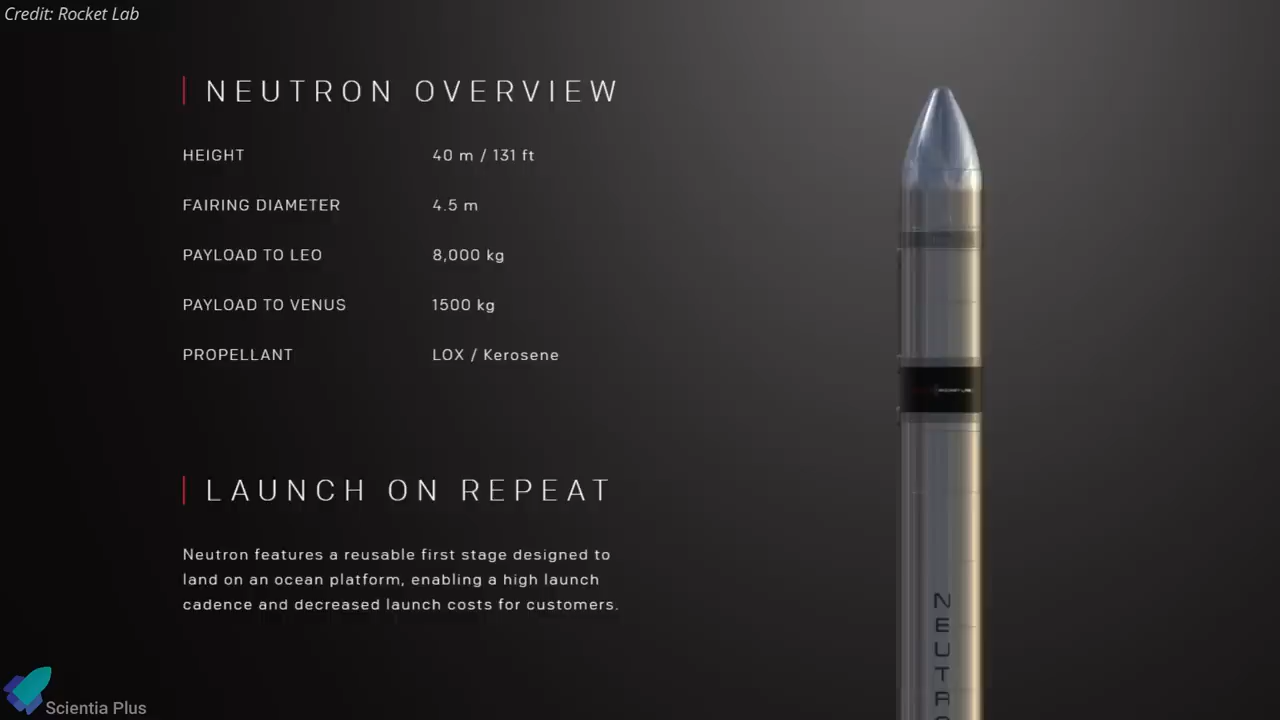 Credit: Rocket Lab
NEUTRON OVERVIEW
HEIGHT 40 m / 131 ft
FAIRING DIAMETER 4.5 m
PAYLOAD TO LEO 8,000 kg
PAYLOAD TO VENUS 1500 kg
PROPELLANT LOX / Kerosene
LAUNCH ON REPEAT
Neutron features a reusable first stage designed to
land on an ocean platform, enabling a high launch
cadence and decreased launch costs for customers.
ROCKET LAB
NEUTRO
Scientia Plus